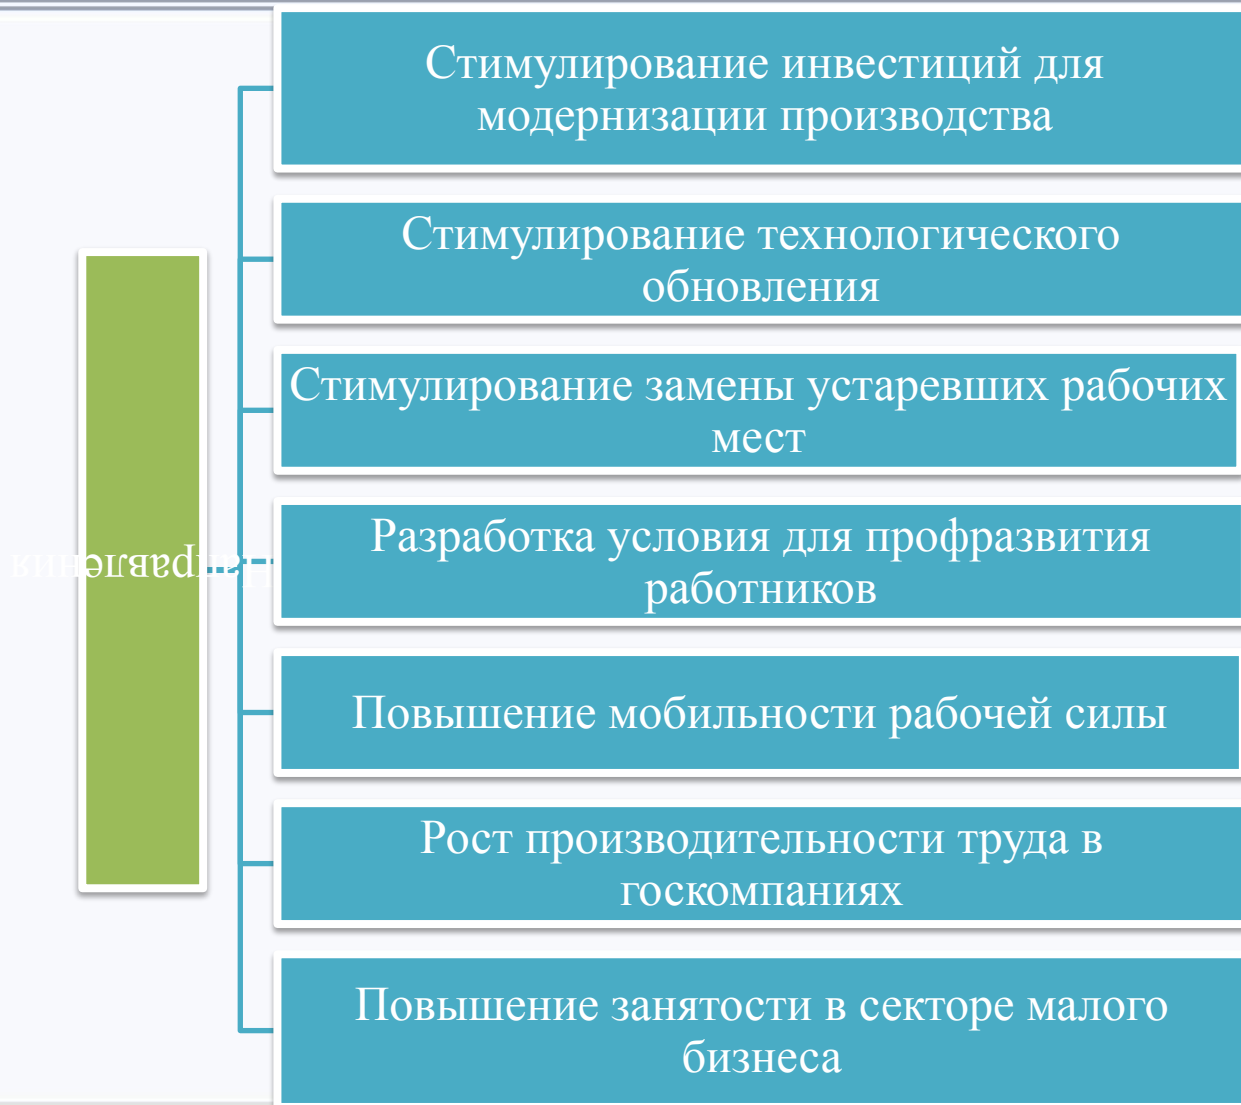 Направления
Стимулирование инвестиций для
модернизации производства
Стимулирование технологического
обновления
Стимулирование замены устаревших рабочих
мест
Разработка условия для профразвития
работников
Повышение мобильности рабочей силы
Рост производительности труда в
госкомпаниях
Повышение занятости в секторе малого
бизнеса